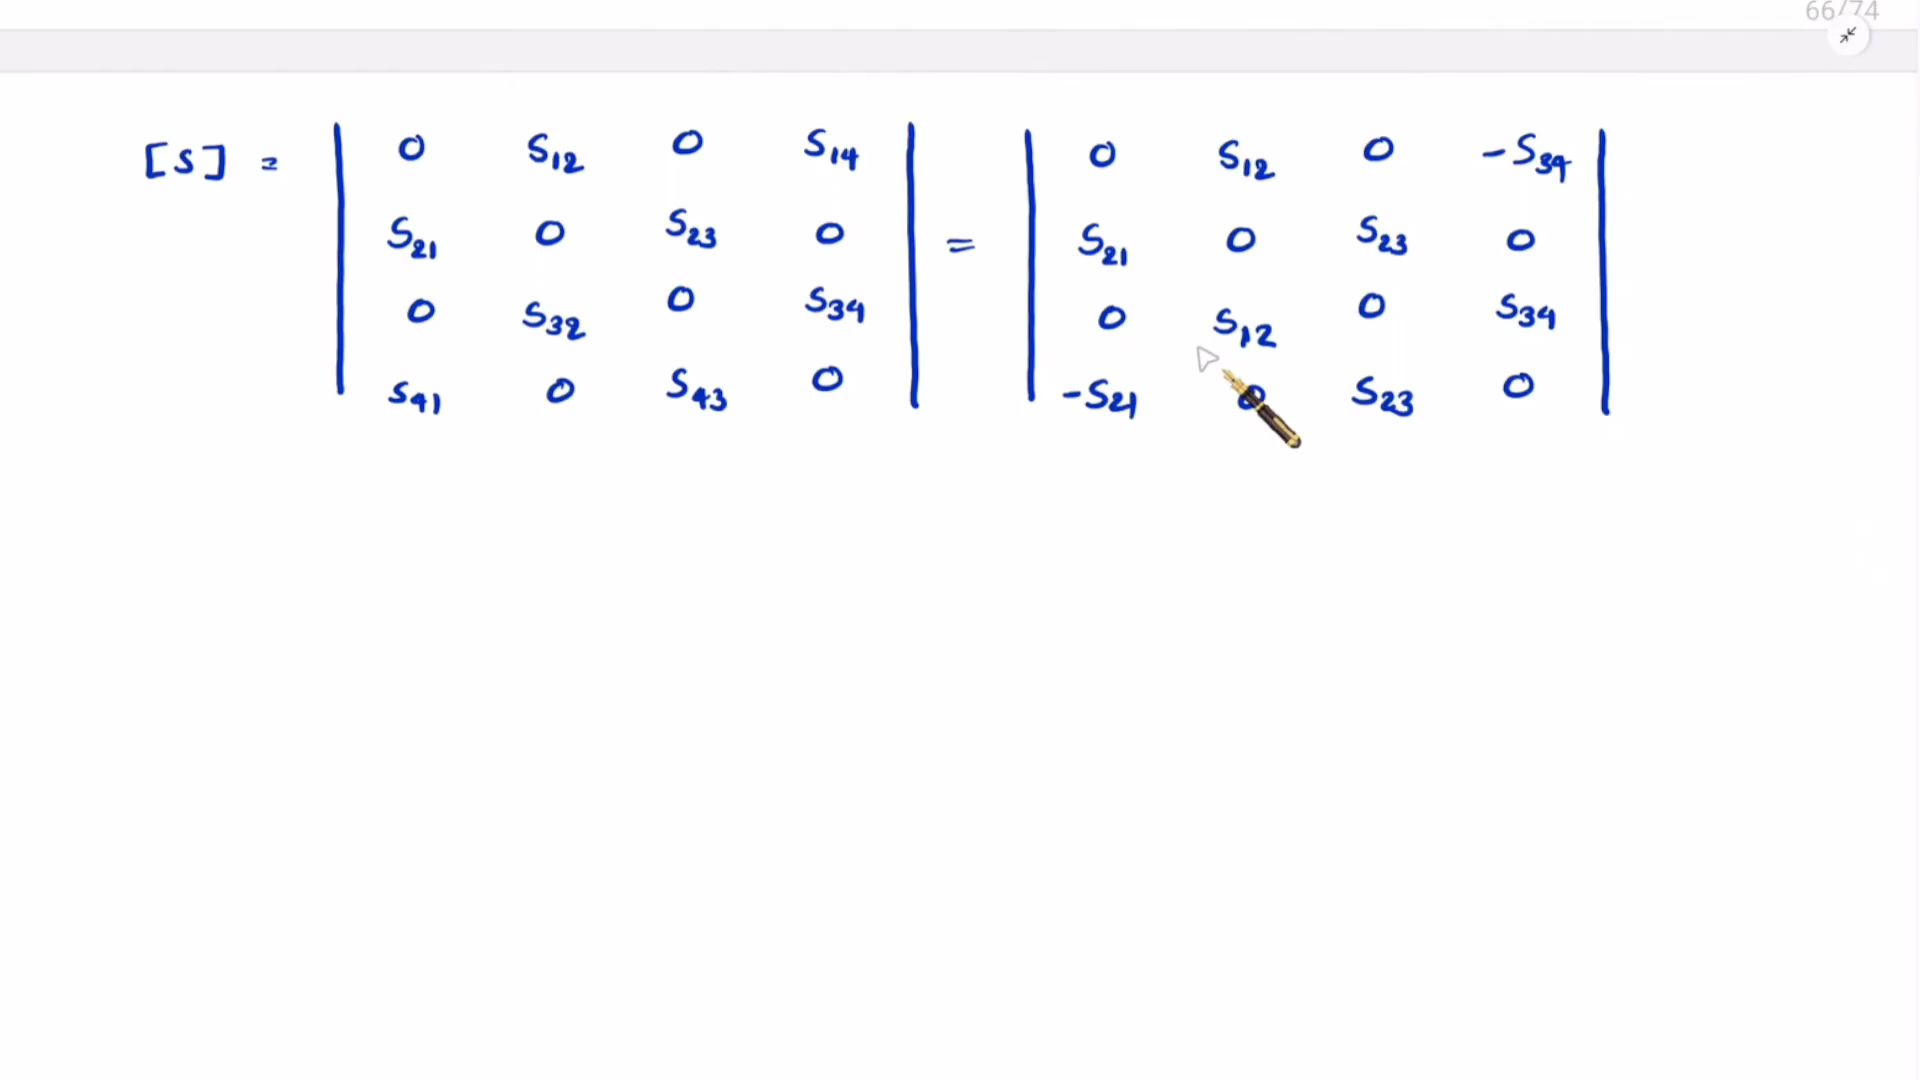 66/74
[S] = | 0 S12 0 S14 | = | 0 S12 0 -S34 |
| S21 0 S23 0 | | S21 0 S23 0 |
| 0 S32 0 S34 | | 0 S12 0 S34 |
| S41 0 S43 0 | | -S21 0 S23 0 |